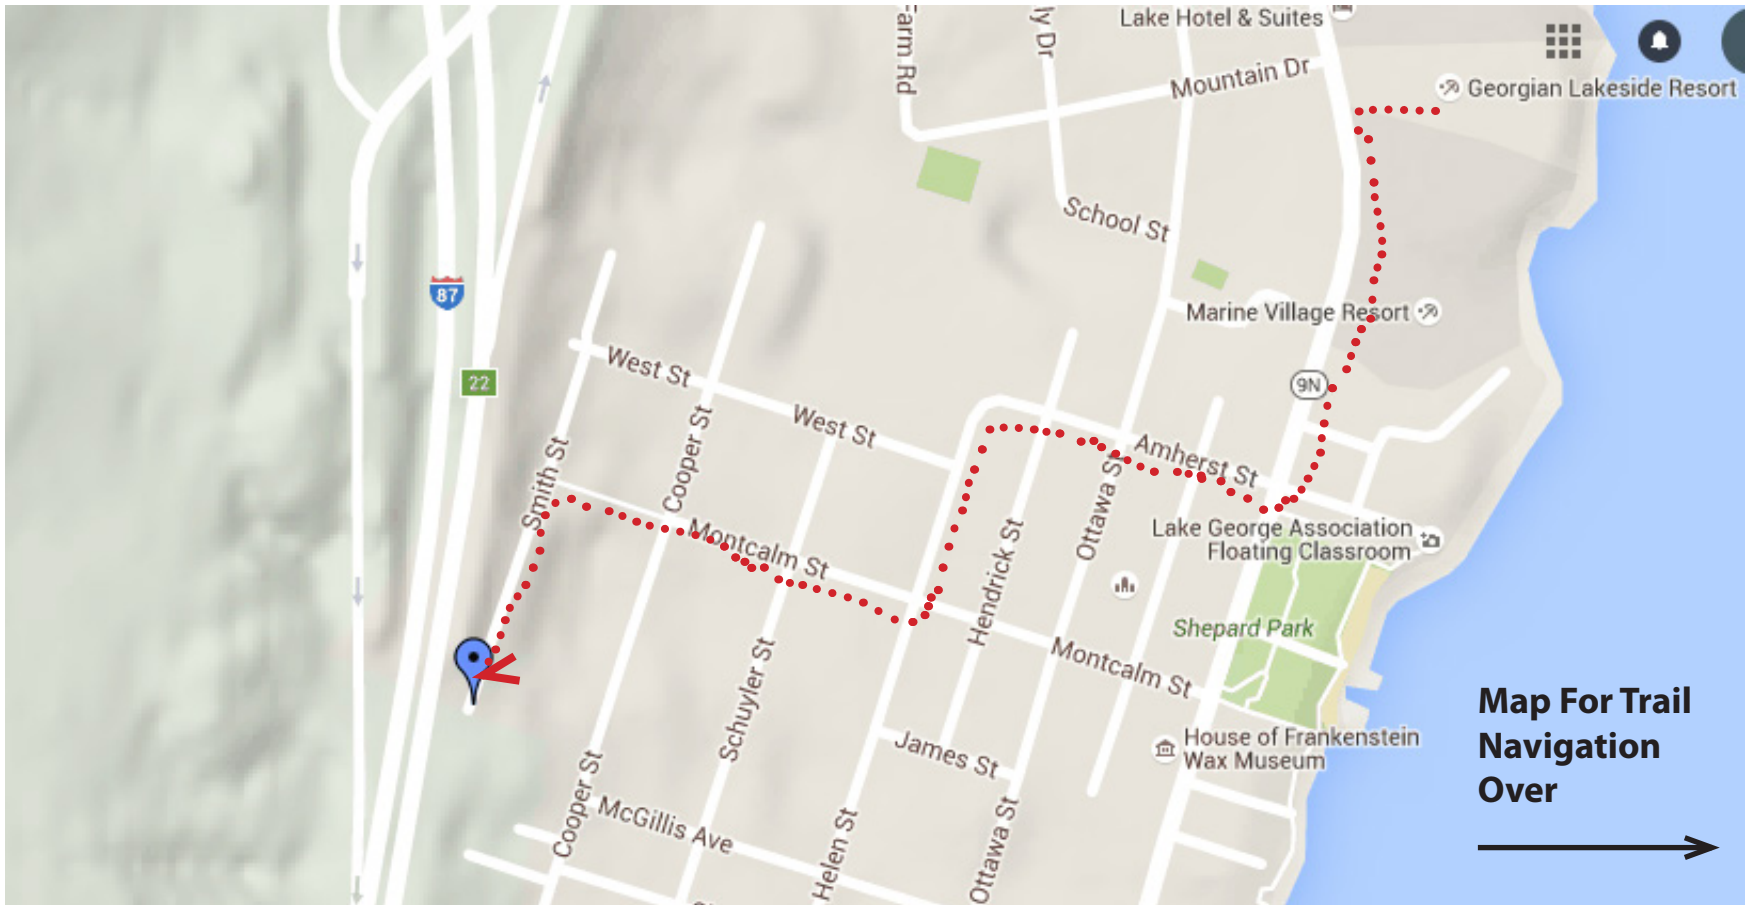 Farm Rd
ly Dr
Lake Hotel & Suites
Mountain Dr
Georgian Lakeside Resort
School St
87
Marine Village Resort
22
West St
9N
Cooper St
West St
Smith St
Amherst St
Ottawa St
Montcalm St
Lake George Association
Floating Classroom
Hendrick St
Shepard Park
Montcalm St
Schuyler St
Map For Trail
Navigation
Over
House of Frankenstein
Wax Museum
James St
Cooper St
McGillis Ave
Helen St
Ottawa St